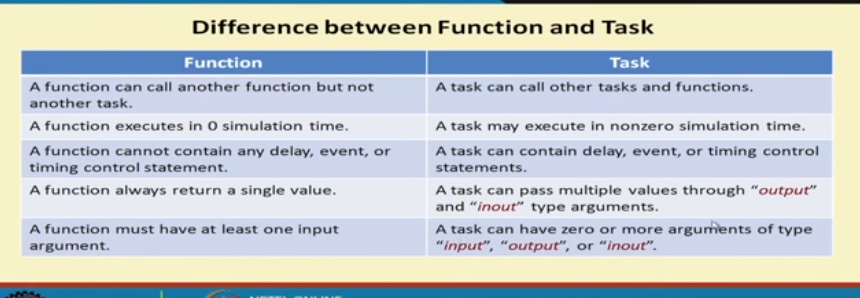 Difference between Function and Task
Function
Task
A function can call another function but not
another task.
A task can call other tasks and functions.
A function executes in 0 simulation time.
A task may execute in nonzero simulation time.
A function cannot contain any delay, event, or
timing control statement.
A task can contain delay, event, or timing control
statements.
A function always return a single value.
A task can pass multiple values through “output”
and “inout” type arguments.
A function must have at least one input
argument.
A task can have zero or more arguments of type
“input”, “output”, or “inout”.
NPTEL ONLINE